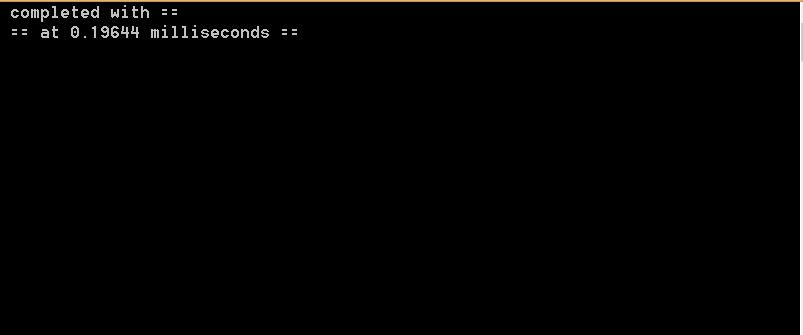 completed with ==
== at 0.19644 milliseconds ==